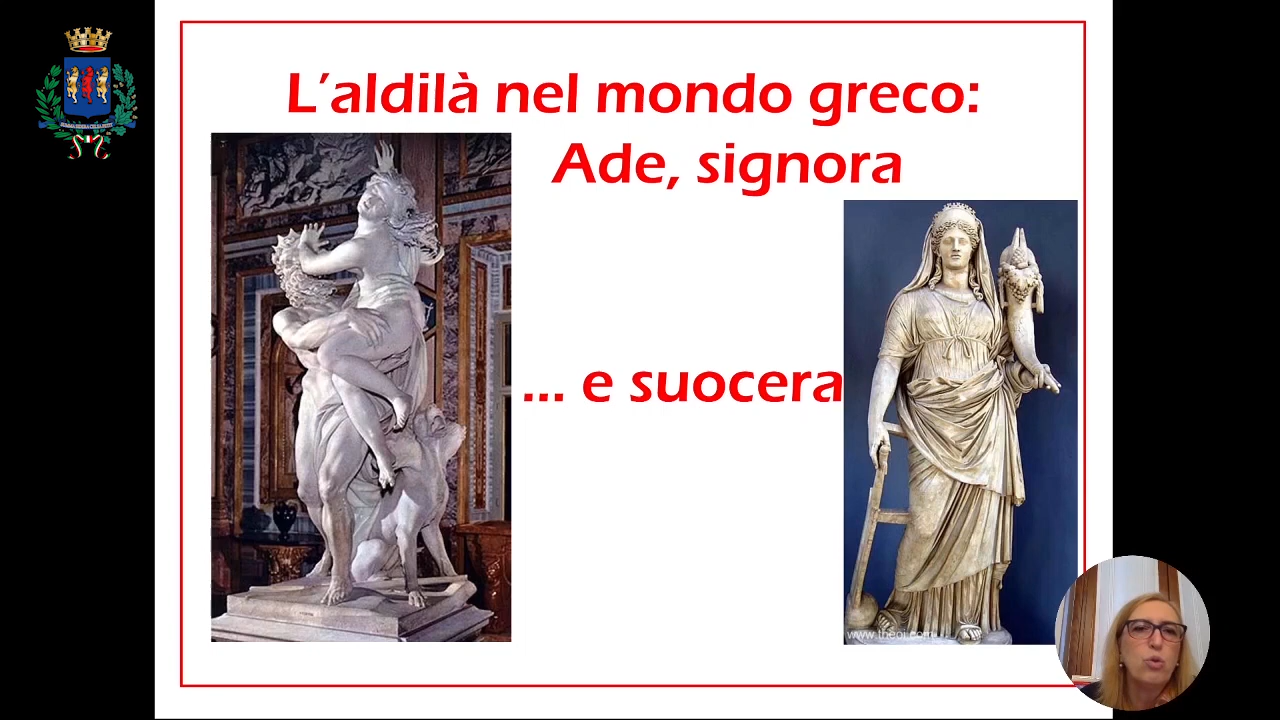 L'aldilà nel mondo greco:
Ade, signora
... e suocera
www.theoi.com